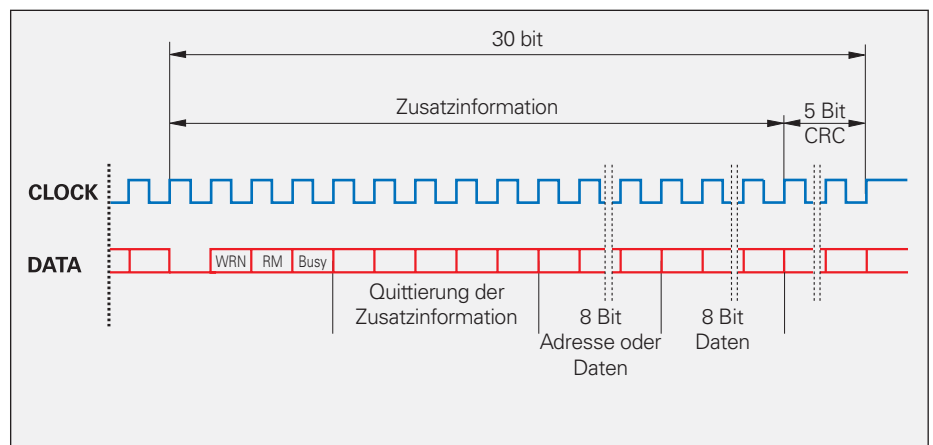 30 bit
Zusatzinformation
5 Bit
CRC
CLOCK
DATA
WRN RM Busy
Quittierung der
Zusatzinformation
8 Bit
Adresse oder
Daten
8 Bit
Daten